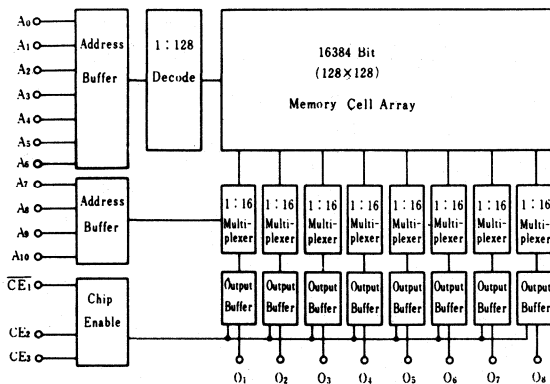 A0
A1
A2
A3
A4
A5
A6
Address
Buffer
1:128
Decode
16384 Bit
(128×128)
Memory Cell Array
A7
A8
A9
A10
Address
Buffer
1:16
Multi-
plexer
1:16
Multi-
plexer
1:16
Multi-
plexer
1:16
Multi-
plexer
1:16
Multi-
plexer
1:16
Multi-
plexer
1:16
Multi-
plexer
1:16
Multi-
plexer
CE1
CE2
CE3
Chip
Enable
Output
Buffer
Output
Buffer
Output
Buffer
Output
Buffer
Output
Buffer
Output
Buffer
Output
Buffer
Output
Buffer
O1
O2
O3
O4
O5
O6
O7
O8